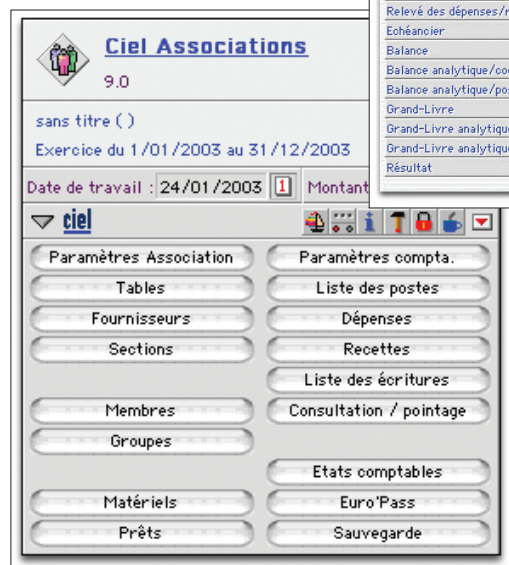 Ciel Associations
9.0
sans titre ( )
Exercice du 1/01/2003 au 31/12/2003
Date de travail : 24/01/2003 1 Montant
Relevé des dépenses/r
Echéancier
Balance
Balance analytique/co
Balance analytique/po
Grand-Livre
Grand-Livre analytique
Grand-Livre analytique
Résultat
ciel
Paramètres Association
Paramètres compta.
Tables
Liste des postes
Fournisseurs
Dépenses
Sections
Recettes
Liste des écritures
Membres
Consultation / pointage
Groupes
Etats comptables
Matériels
Euro'Pass
Prêts
Sauvegarde